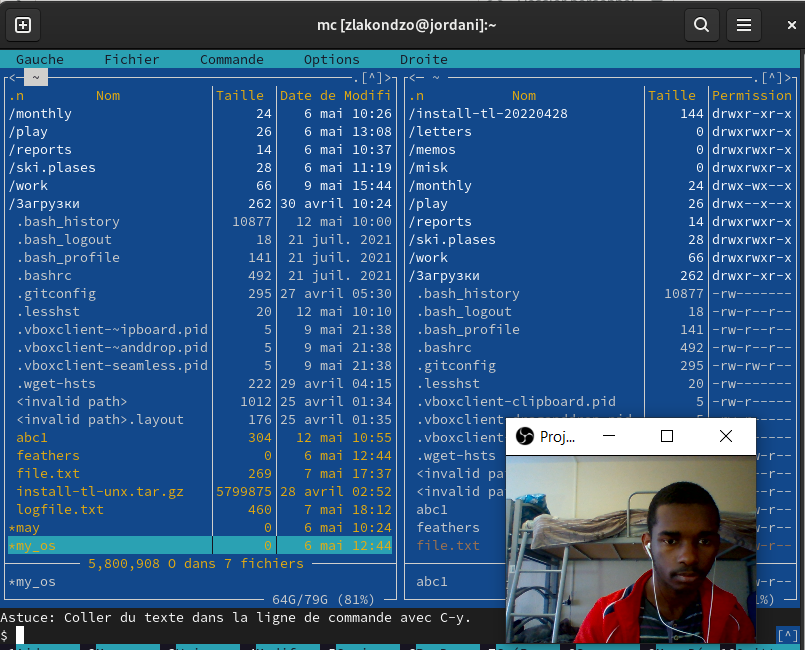 mc [zlakondzo@jordani]:~
Gauche Fichier Commande Options Droite
<— ~ .[^]>
.n Nom Taille Date de Modifi
/monthly 24 6 mai 10:26
/play 26 6 mai 13:08
/reports 14 6 mai 10:37
/ski.plases 28 6 mai 11:19
/work 66 9 mai 15:44
/Загрузки 262 30 avril 10:24
.bash_history 10877 12 mai 10:00
.bash_logout 18 21 juil. 2021
.bash_profile 141 21 juil. 2021
.bashrc 492 21 juil. 2021
.gitconfig 295 27 avril 05:30
.lesshst 20 12 mai 10:10
.vboxclient-~ipboard.pid 5 9 mai 21:38
.vboxclient-~anddrop.pid 5 9 mai 21:38
.vboxclient-seamless.pid 5 9 mai 21:38
.wget-hsts 222 29 avril 04:15
<invalid path> 1012 25 avril 01:34
<invalid path>.layout 176 25 avril 01:35
abc1 304 12 mai 10:55
feathers 0 6 mai 12:44
file.txt 269 7 mai 17:37
install-tl-unx.tar.gz 5799875 28 avril 02:52
logfile.txt 460 7 mai 18:12
*may 0 6 mai 10:24
*my_os 0 6 mai 12:44
5,800,908 O dans 7 fichiers
*my_os
64G/79G (81%)
<— ~ .[^]>
.n Nom Taille Permission
/install-tl-20220428 144 drwxr-xr-x
/letters 0 drwxrwxr-x
/memos 0 drwxrwxr-x
/misk 0 drwxrwxr-x
/monthly 24 drwx-wx--x
/play 26 drwx--x--x
/reports 14 drwxrwxr-x
/ski.plases 28 drwxrwxr-x
/work 66 drwxrwxr-x
/Загрузки 262 drwxr-xr-x
.bash_history 10877 -rw-------
.bash_logout 18 -rw-r--r--
.bash_profile 141 -rw-r--r--
.bashrc 492 -rw-r--r--
.gitconfig 295 -rw-rw-r--
.lesshst 20 -rw-------
.vboxclient-clipboard.pid 5 -rw-r-----
.vboxclient
.vboxclient
.wget-hsts w-r--
<invalid pa w-r--
<invalid pa w-r--
abc1 w-r--
feathers w-r--
file.txt w-r--
abc1 w-r--
Proj...
Astuce: Coller du texte dans la ligne de commande avec C-y.
$ [^]